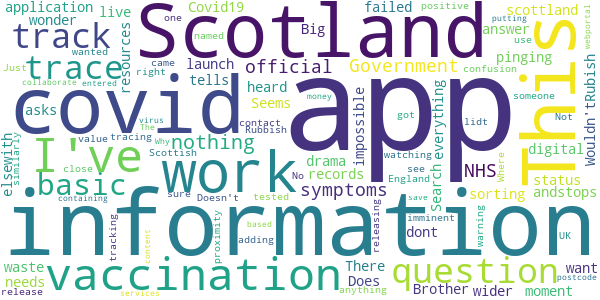 application live Covid19 failed Scotland scotland named one positive
wonder wanted resources Big answer use putting webportal
track came launch Just right official Government pinging confusion
trace tells heard Seems someone
collaborate entered virus The tracing contact Rubbish Not
covid app This
asks value impossible got lidt Wouldn'tRubish
elsewith similarly I've nothing Why Scottish money watching see England Where digital
close Doesn't No drama Search everything NHS
basic work records symptoms status
sure tested sorting andstops
containing tracking proximity adding based content services releasing save dont warning imminent UK
information
waste needs vaccination There Does anything question want
release Brother wider moment postcode